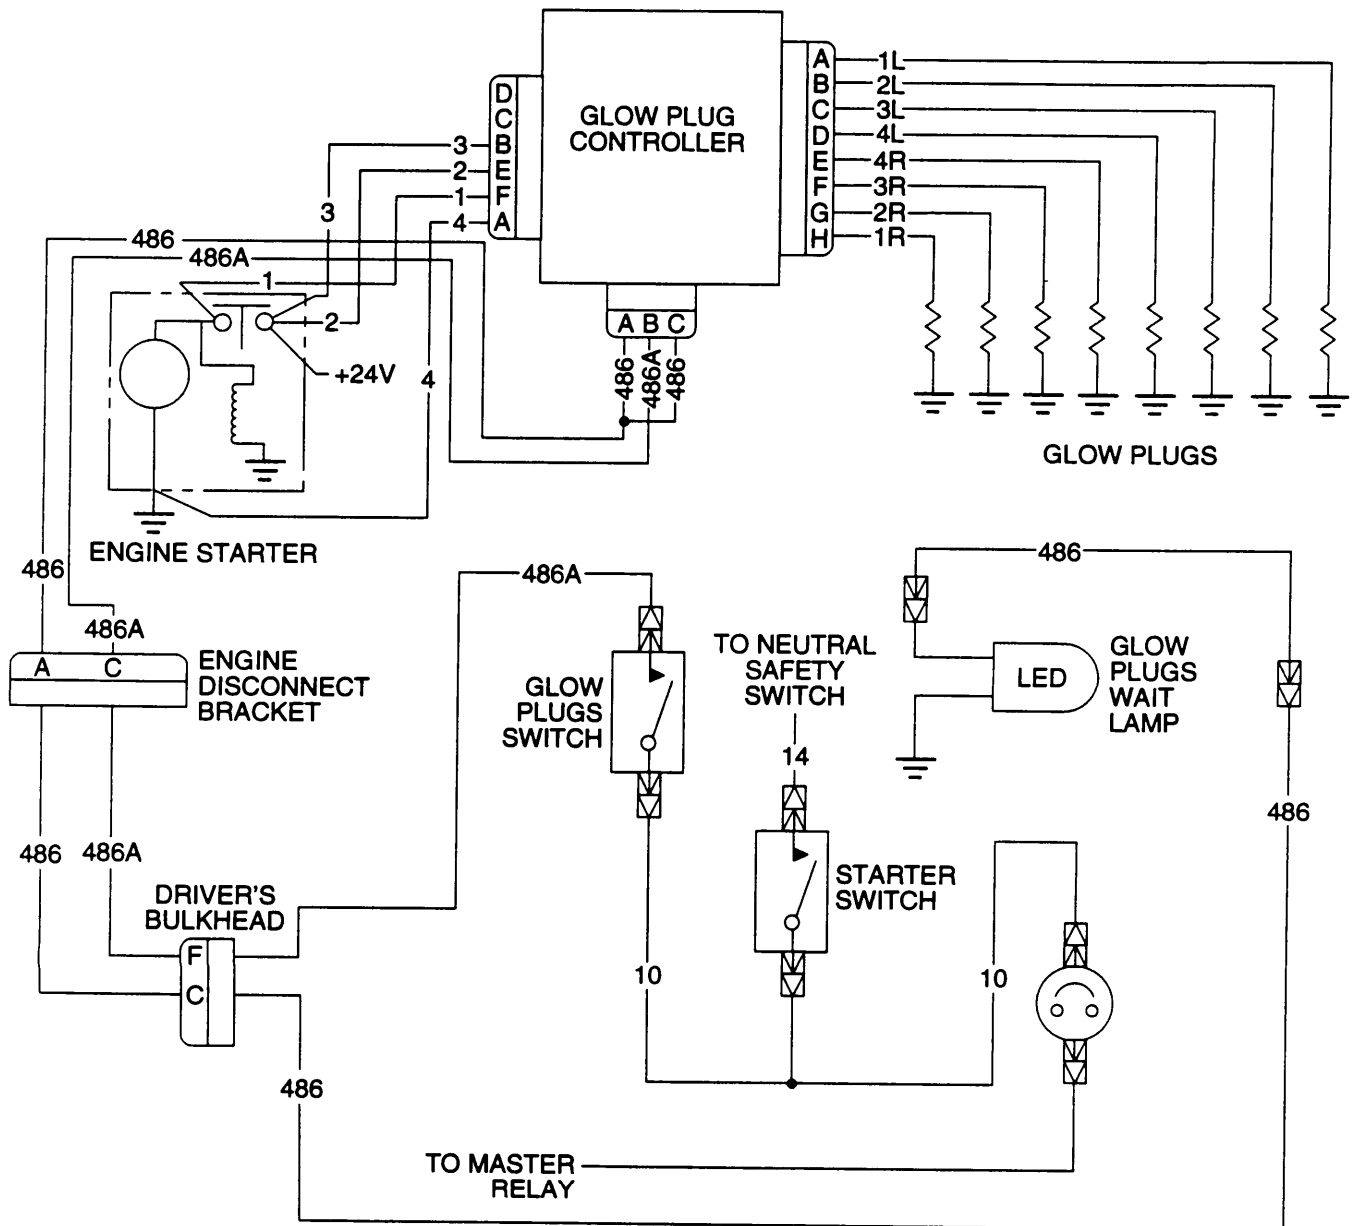 GLOW PLUG
CONTROLLER
D
C
B
E
F
A
3
2
1
4
A
B
C
D
E
F
G
H
1L
2L
3L
4L
4R
3R
2R
1R
3
486
486A
1
2
+24V
4
A B C
486
486A
486
GLOW PLUGS
ENGINE STARTER
486
486A
A C
ENGINE
DISCONNECT
BRACKET
486A
GLOW
PLUGS
SWITCH
TO NEUTRAL
SAFETY
SWITCH
14
486
LED
GLOW
PLUGS
WAIT
LAMP
486
486
486A
DRIVER'S
BULKHEAD
F
C
STARTER
SWITCH
10
10
486
TO MASTER
RELAY